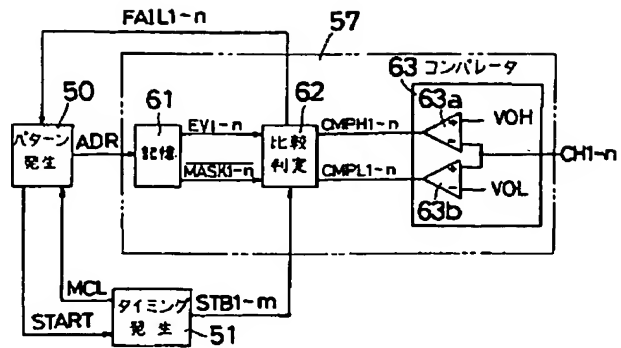 FAIL1-n
57
50
パターン
発生
ADR
61
記憶
EV1-n
MASK1-n
62
比較
判定
CMPH1-n
CMPL1-n
63 コンパレータ
63a
+
-
VOH
+
-
63b
VOL
CH1-n
MCL
START
タイミング
発生
51
STB1-m